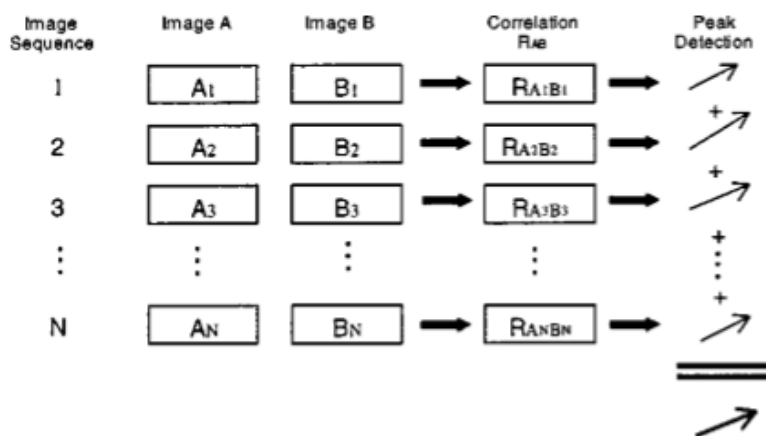 Image Sequence Image A Image B Correlation RAB Peak Detection
1 A1 B1 RA1B1
+
2 A2 B2 RA2B2
+
3 A3 B3 RA3B3
+
⋮ ⋮ ⋮ ⋮ ⋮
+
N AN BN RANBN